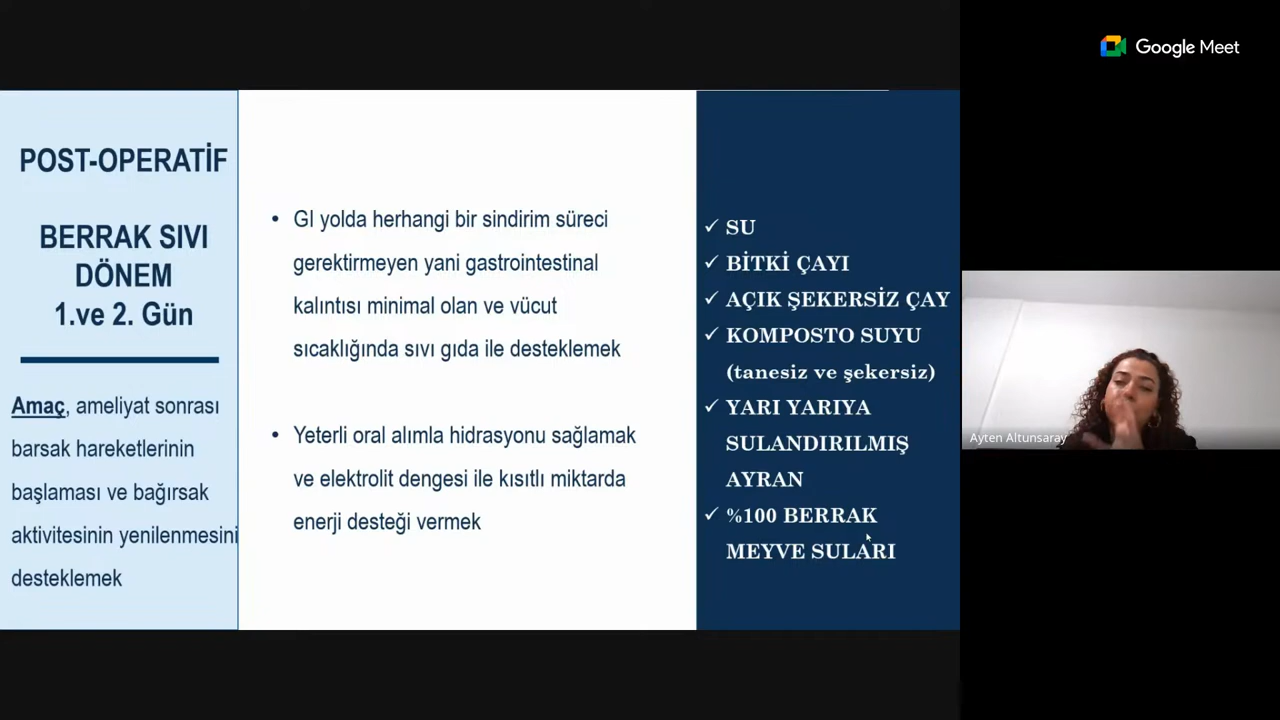 Google Meet
POST-OPERATİF
BERRAK SIVI
DÖNEM
1.ve 2. Gün
Amaç, ameliyat sonrası
barsak hareketlerinin
başlaması ve bağırsak
aktivitesinin yenilenmesini
desteklemek
• GI yolda herhangi bir sindirim süreci
gerektirmeyen yani gastrointestinal
kalıntısı minimal olan ve vücut
sıcaklığında sıvı gıda ile desteklemek
• Yeterli oral alımla hidrasyonu sağlamak
ve elektrolit dengesi ile kısıtlı miktarda
enerji desteği vermek
✓ SU
✓ BİTKİ ÇAYI
✓ AÇIK ŞEKERSİZ ÇAY
✓ KOMPOSTO SUYU
(tanesiz ve şekersiz)
✓ YARI YARIYA
SULANDIRILMIŞ
AYRAN
✓ %100 BERRAK
MEYVE SULARI
Ayten Altunsaray